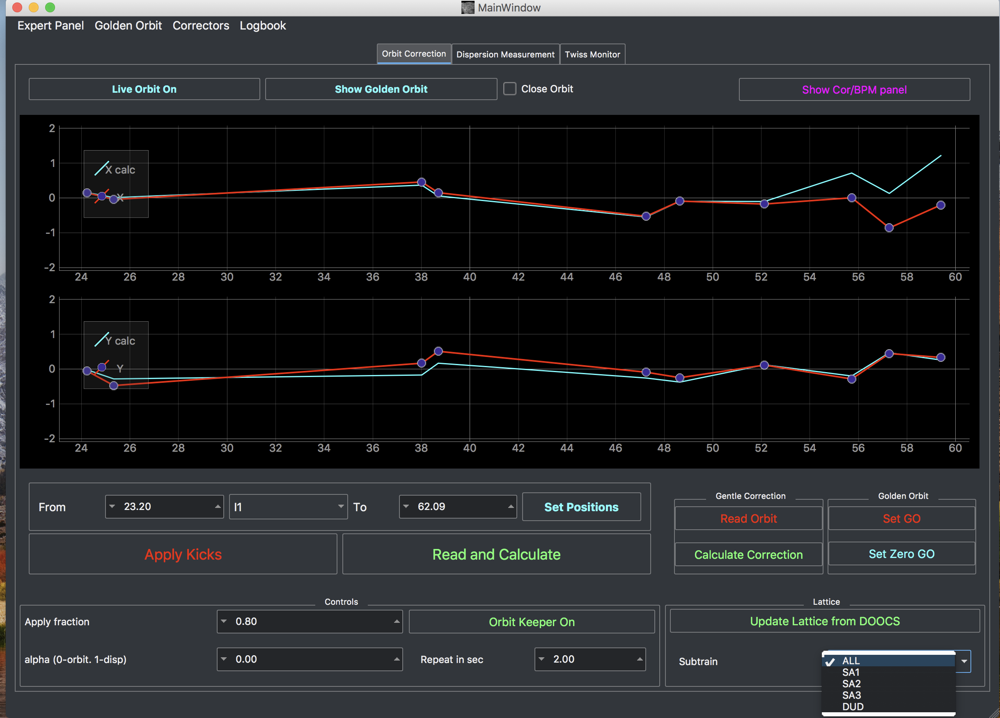 MainWindow
Expert Panel Golden Orbit Correctors Logbook
Orbit Correction Dispersion Measurement Twiss Monitor
Live Orbit On Show Golden Orbit Close Orbit Show Cor/BPM panel
2
1
0
-1
-2
X calc
X
24 26 28 30 32 34 36 38 40 42 44 46 48 50 52 54 56 58 60
2
1
0
-1
-2
Y calc
Y
24 26 28 30 32 34 36 38 40 42 44 46 48 50 52 54 56 58 60
From 23.20 I1 To 62.09 Set Positions
Apply Kicks Read and Calculate
Gentle Correction
Read Orbit
Calculate Correction
Golden Orbit
Set GO
Set Zero GO
Controls
Apply fraction 0.80 Orbit Keeper On
alpha (0-orbit. 1-disp) 0.00 Repeat in sec 2.00
Lattice
Update Lattice from DOOCS
Subtrain
ALL
SA1
SA2
SA3
DUD